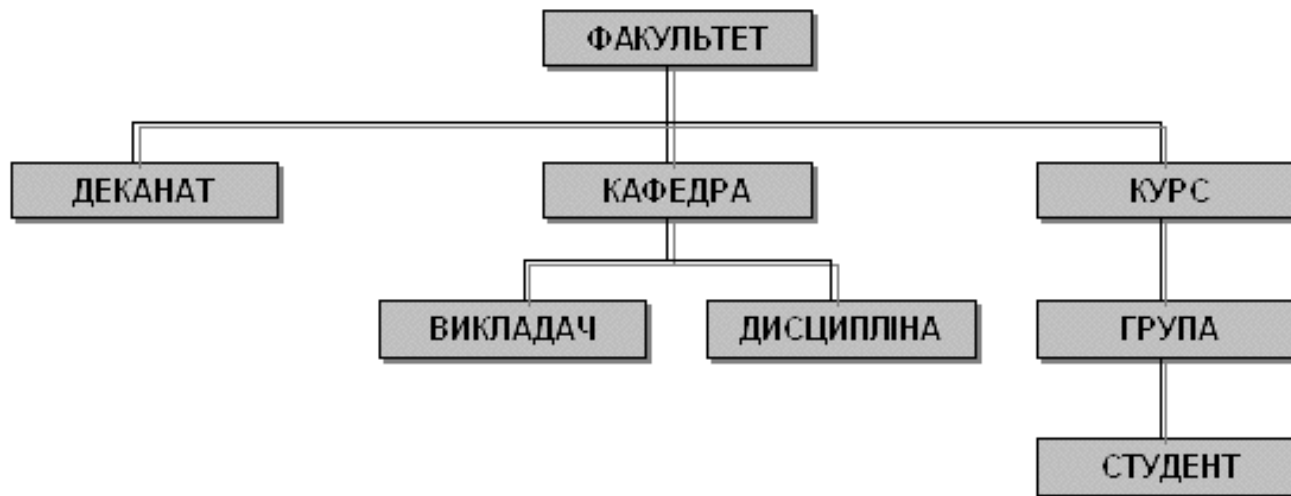 ФАКУЛЬТЕТ
ДЕКАНАТ
КАФЕДРА
КУРС
ВИКЛАДАЧ
ДИСЦИПЛІНА
ГРУПА
СТУДЕНТ